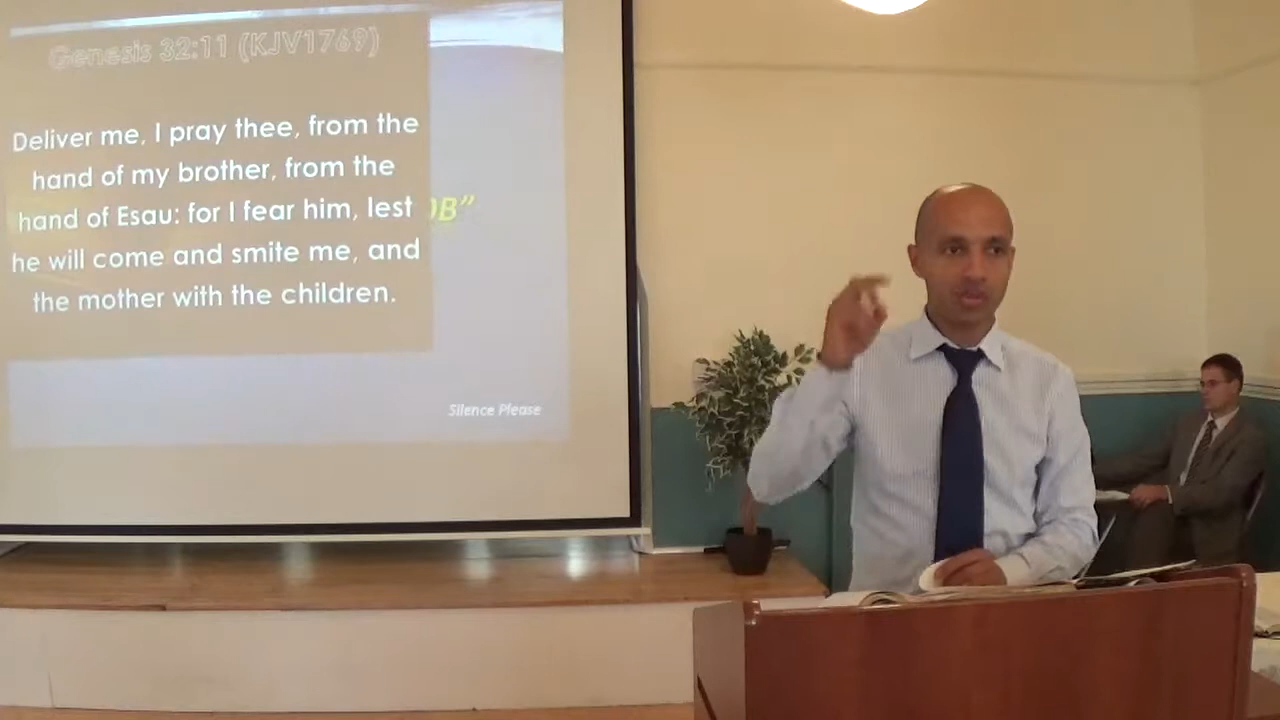 Genesis 32:11 (KJV1769)
Deliver me, I pray thee, from the
hand of my brother, from the
hand of Esau: for I fear him, lest
he will come and smite me, and
the mother with the children.
OB”
Silence Please